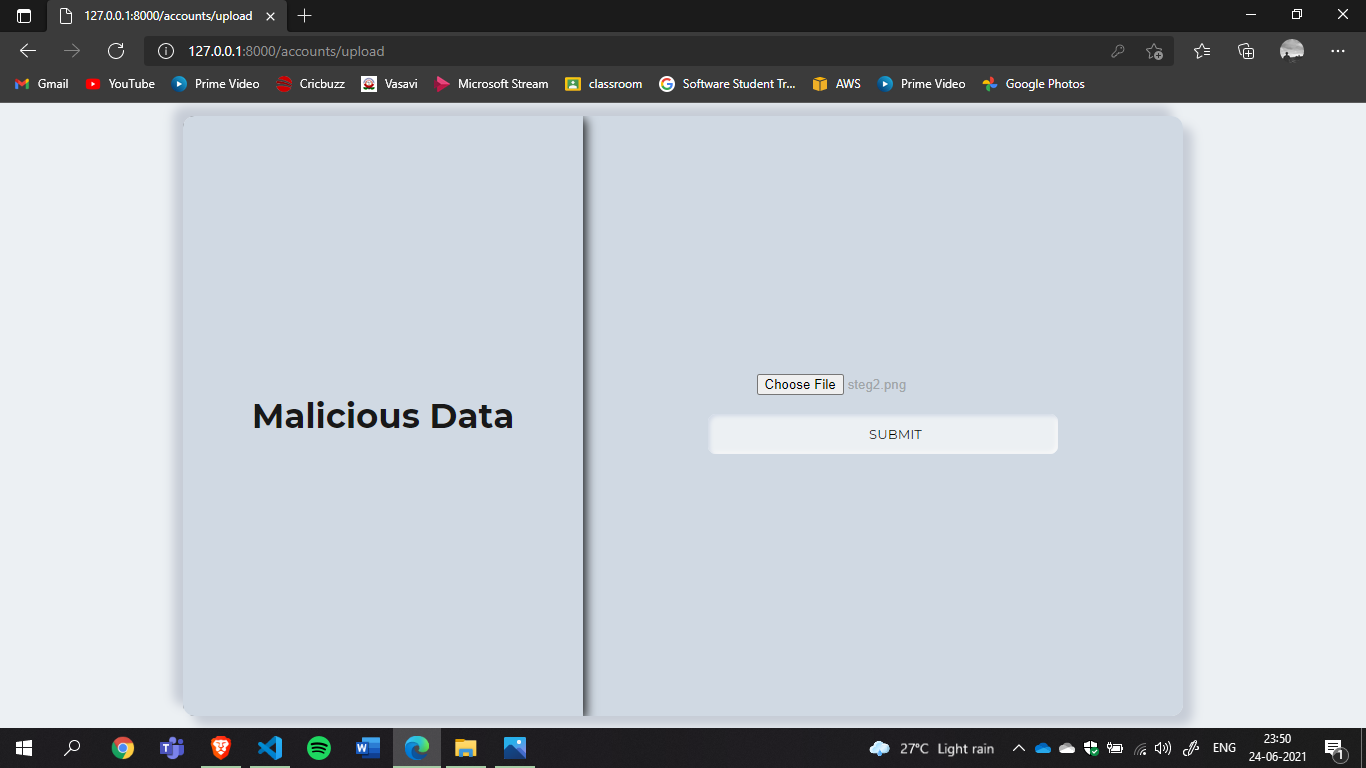 127.0.0.1:8000/accounts/upload
127.0.0.1:8000/accounts/upload
Gmail YouTube Prime Video Cricbuzz Vasavi Microsoft Stream classroom Software Student Tr... AWS Prime Video Google Photos
Malicious Data
Choose File steg2.png
SUBMIT
27°C Light rain ENG 23:50
24-06-2021 1